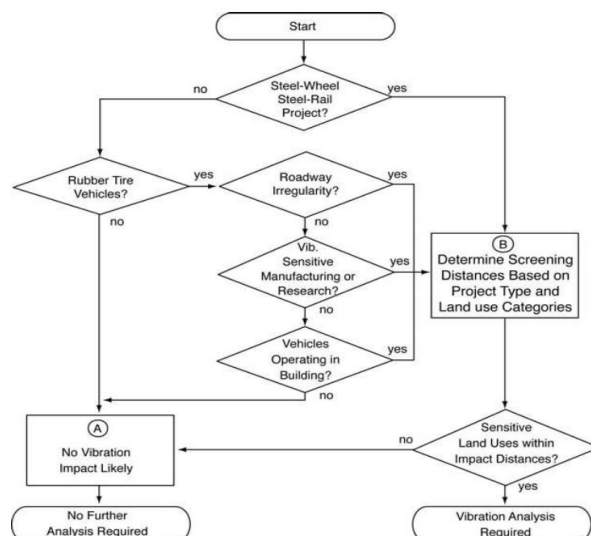 Start
Steel-Wheel
Steel-Rail
Project?
no
yes
Rubber Tire
Vehicles?
yes
no
Roadway
Irregularity?
yes
no
Vib.
Sensitive
Manufacturing or
Research?
yes
no
Vehicles
Operating in
Building?
yes
no
B
Determine Screening
Distances Based on
Project Type and
Land use Categories
Sensitive
Land Uses within
Impact Distances?
no
yes
A
No Vibration
Impact Likely
No Further
Analysis Required
Vibration Analysis
Required